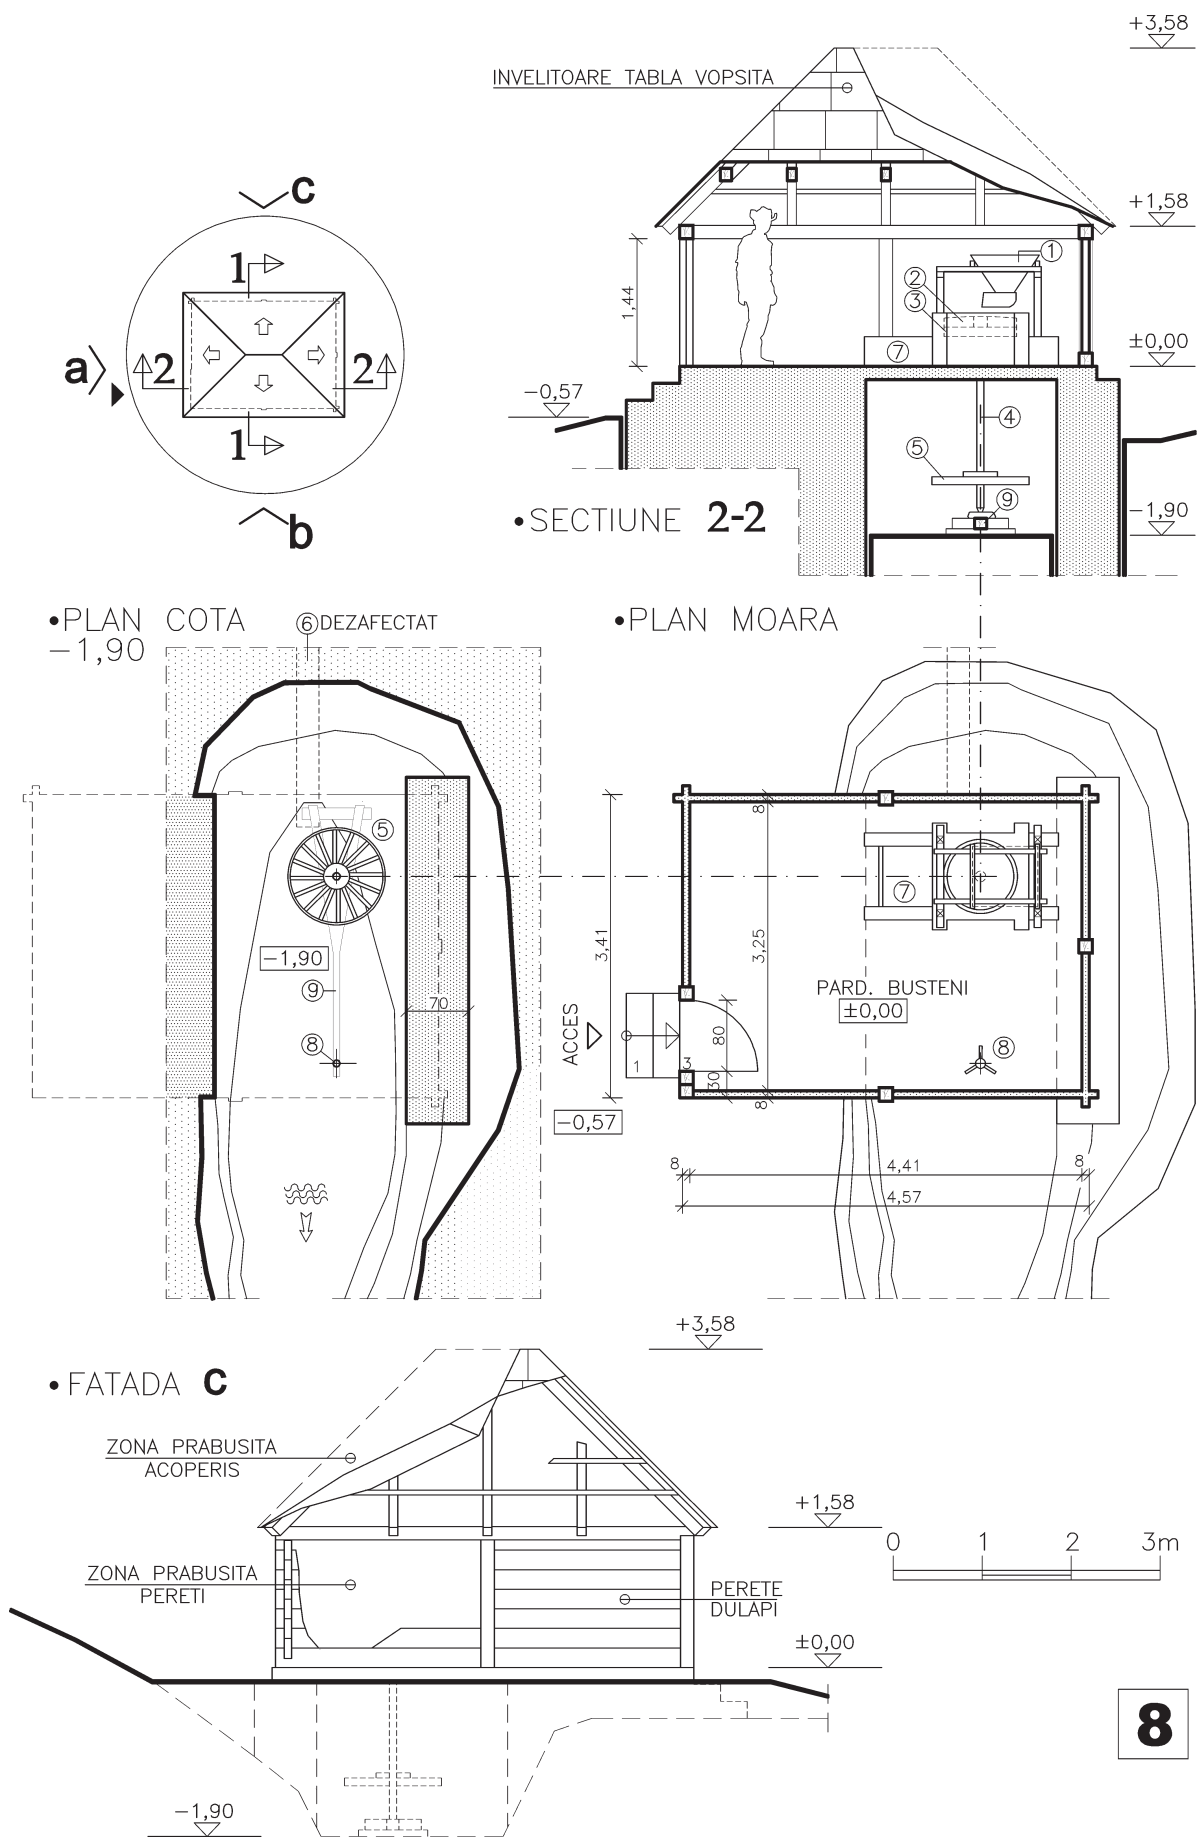 +3,58
INVELITOARE TABLA VOPSITA
c
+1,58
1
1
1,44
2
3
a
2
2
7
±0,00
-0,57
4
1
5
9
-1,90
b
•SECTIUNE 2-2
•PLAN COTA
-1,90
6 DEZAFECTAT
•PLAN MOARA
8
5
7
3,41
3,25
-1,90
9
PARD. BUSTENI
±0,00
70
ACCES
80
8
8
1
3
30
8
-0,57
8
4,41
8
4,57
+3,58
•FATADA c
ZONA PRABUSITA
ACOPERIS
+1,58
0 1 2 3m
ZONA PRABUSITA
PERETI
PERETE
DULAPI
±0,00
8
-1,90